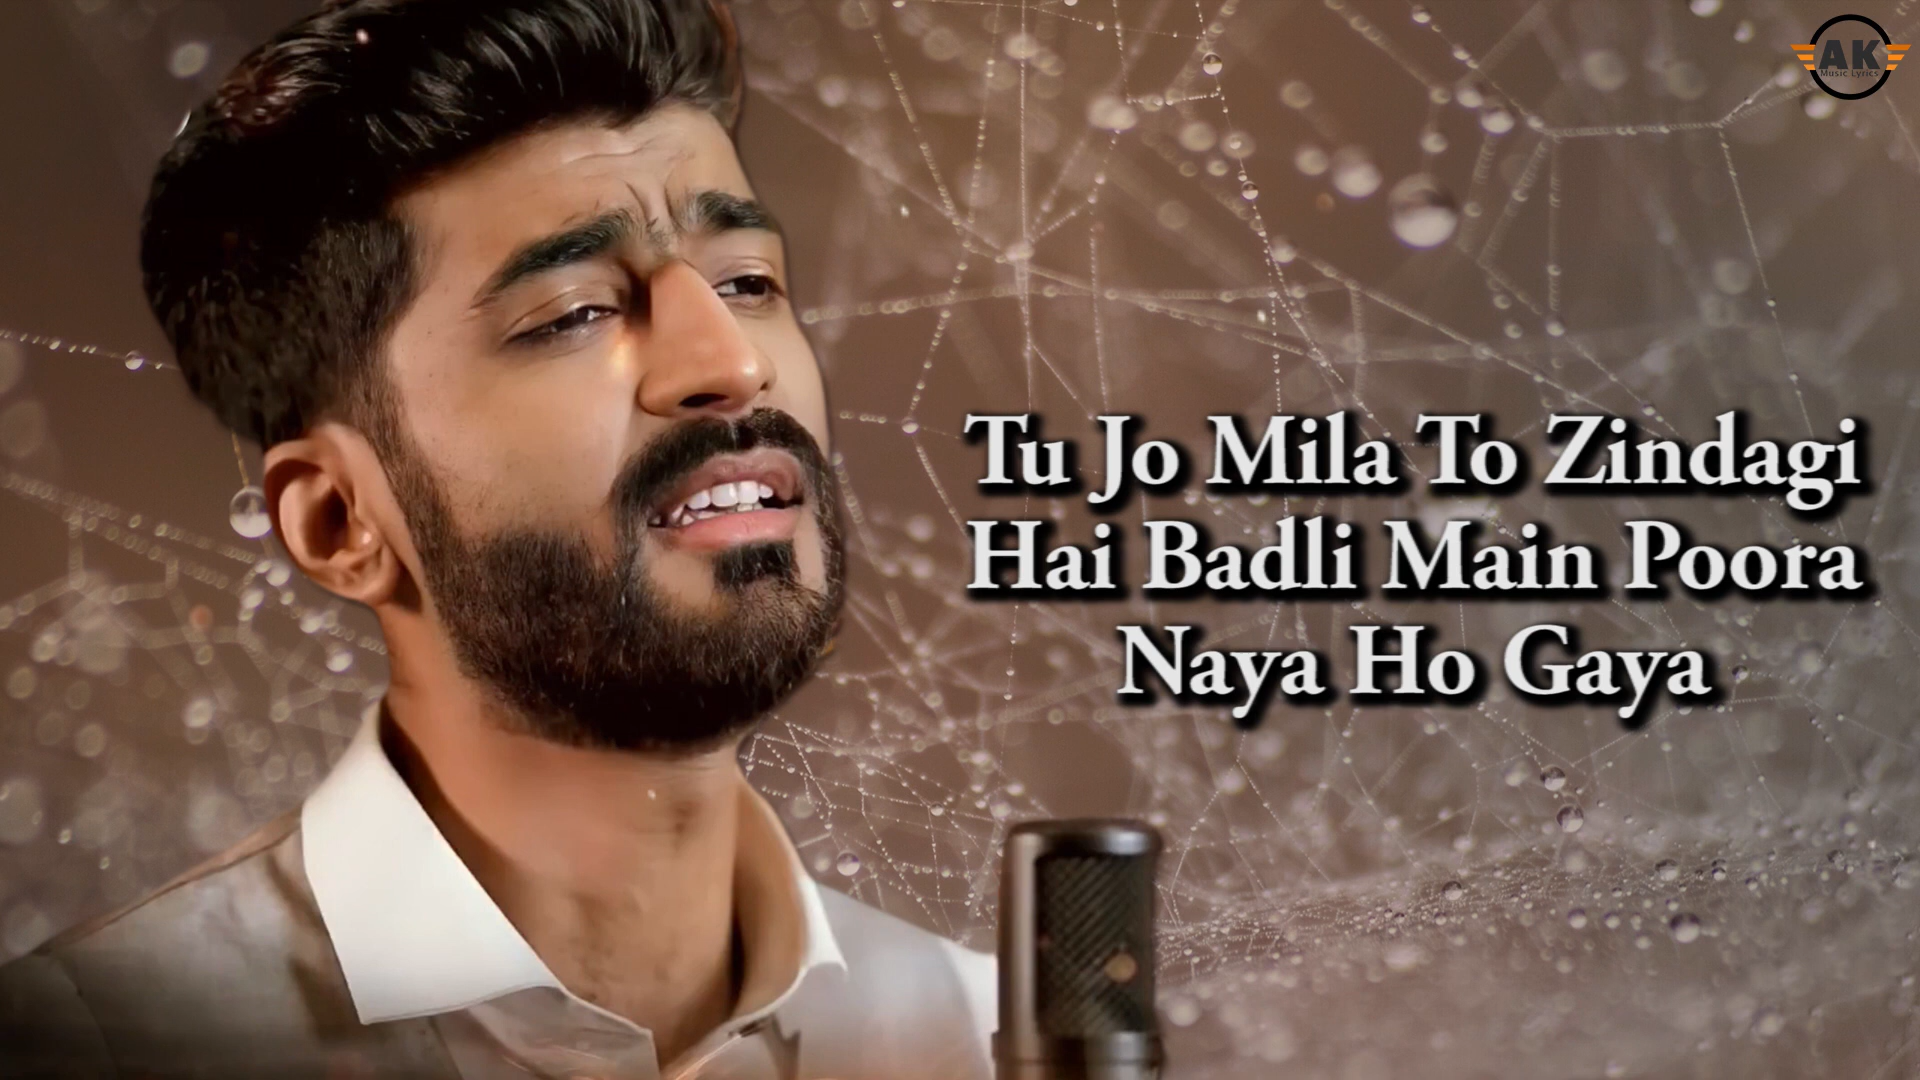 AK
Music Lyrics
Tu Jo Mila To Zindagi
Hai Badli Main Poora
Naya Ho Gaya